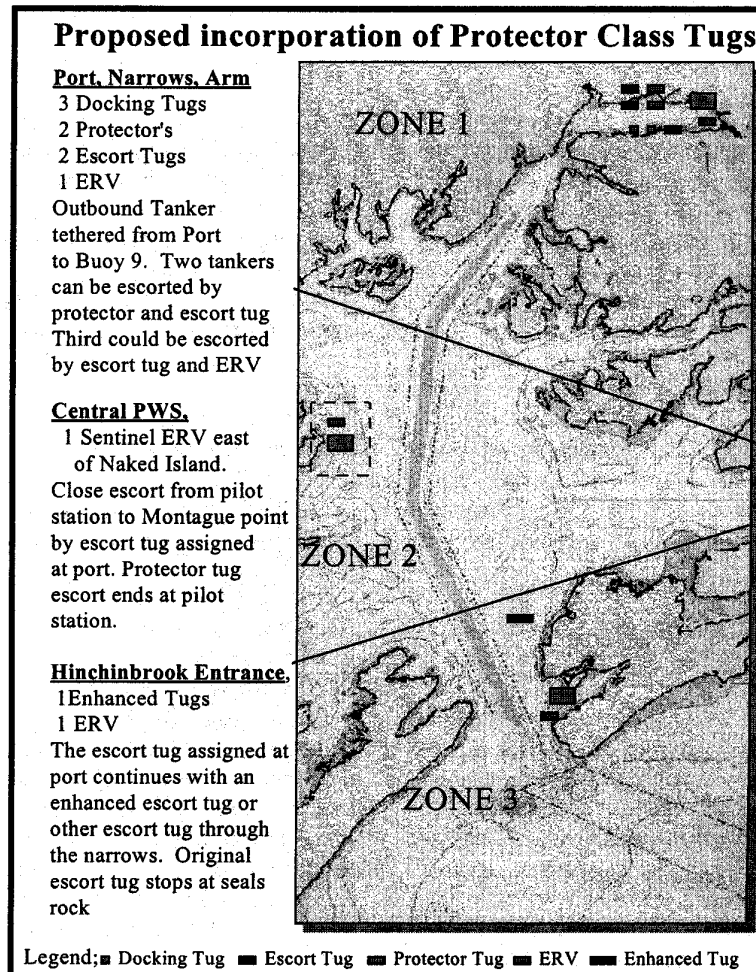 Proposed incorporation of Protector Class Tugs
Port, Narrows, Arm
3 Docking Tugs
2 Protector's
2 Escort Tugs
1 ERV
Outbound Tanker
tethered from Port
to Buoy 9. Two tankers
can be escorted by
protector and escort tug
Third could be escorted
by escort tug and ERV
Central PWS,
1 Sentinel ERV east
of Naked Island.
Close escort from pilot
station to Montague point
by escort tug assigned
at port. Protector tug
escort ends at pilot
station.
Hinchinbrook Entrance,
1Enhanced Tugs
1 ERV
The escort tug assigned at
port continues with an
enhanced escort tug or
other escort tug through
the narrows. Original
escort tug stops at seals
rock
ZONE 1
ZONE 2
ZONE 3
Legend; Docking Tug Escort Tug Protector Tug ERV Enhanced Tug